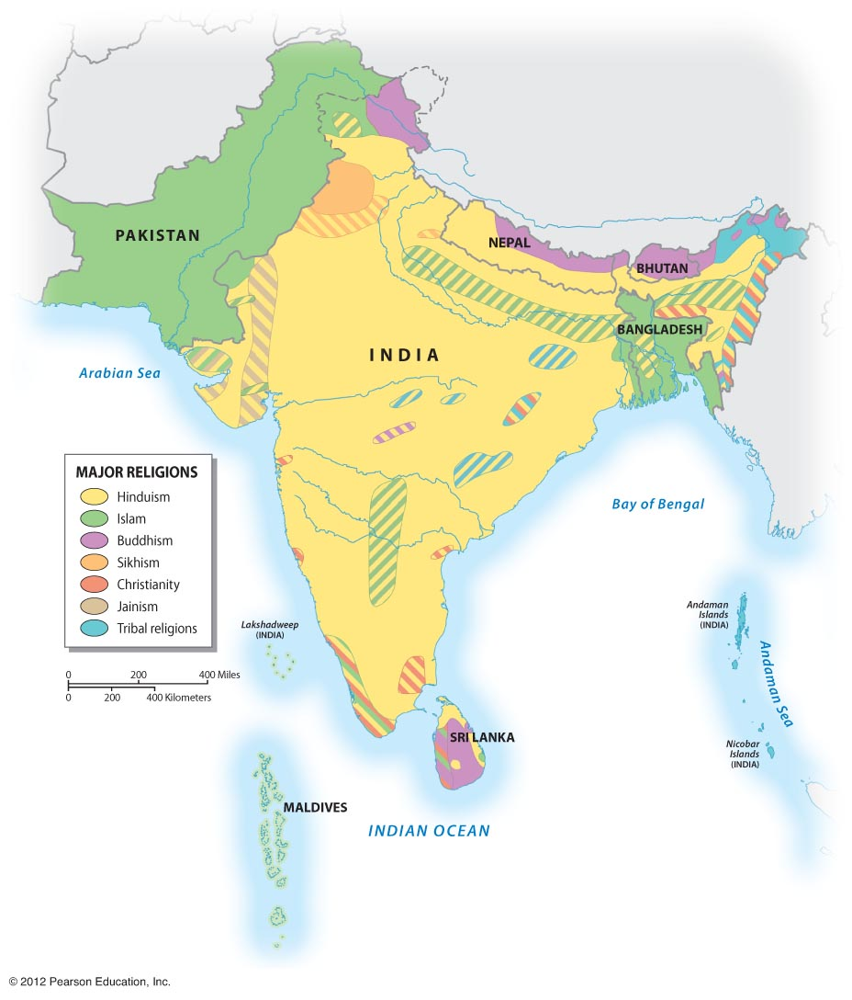 PAKISTAN
NEPAL
BHUTAN
BANGLADESH
INDIA
Arabian Sea
MAJOR RELIGIONS
Hinduism
Islam
Buddhism
Sikhism
Christianity
Jainism
Tribal religions
0 200 400 Miles
0 200 400 Kilometers
Bay of Bengal
Lakshadweep
(INDIA)
Andaman
Islands
(INDIA)
Andaman Sea
Nicobar
Islands
(INDIA)
SRI LANKA
MALDIVES
INDIAN OCEAN
© 2012 Pearson Education, Inc.